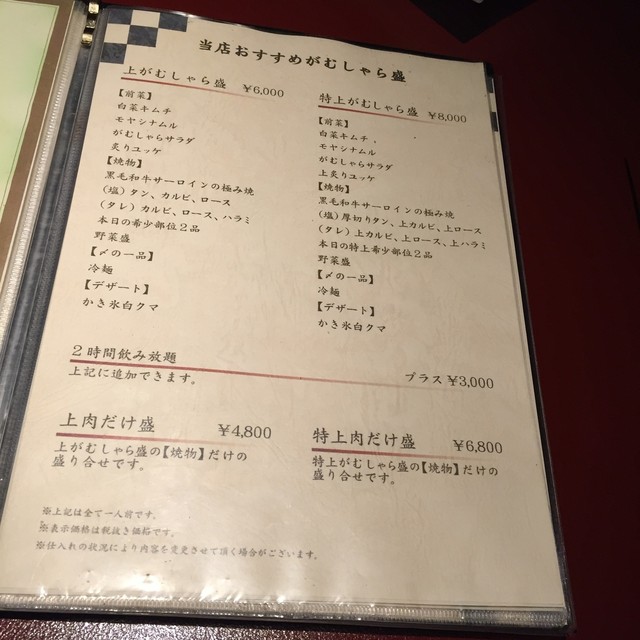 当店おすすめがむしゃら盛
上がむしゃら盛 ¥6,000
【前菜】
白菜キムチ
モヤシナムル
がむしゃらサラダ
炙りユッケ
【焼物】
黒毛和牛サーロインの極み焼
(塩)タン、カルビ、ロース
(タレ)カルビ、ロース、ハラミ
本日の希少部位2品
野菜盛
【〆の一品】
冷麺
【デザート】
かき氷白クマ
特上がむしゃら盛 ¥8,000
【前菜】
白菜キムチ
モヤシナムル
がむしゃらサラダ
上炙りユッケ
【焼物】
黒毛和牛サーロインの極み焼
(塩)厚切りタン、上カルビ、上ロース
(タレ)上カルビ、上ロース、上ハラミ
本日の特上希少部位2品
野菜盛
【〆の一品】
冷麺
【デザート】
かき氷白クマ
2時間飲み放題
上記に追加できます。 プラス¥3,000
上肉だけ盛 ¥4,800
上がむしゃら盛の【焼物】だけの
盛り合せです。
特上肉だけ盛 ¥6,800
特上がむしゃら盛の【焼物】だけの
盛り合せです。
※上記は全て一人前です。
※表示価格は税抜き価格です。
※仕入れの状況により内容を変更させて頂く場合がございます。